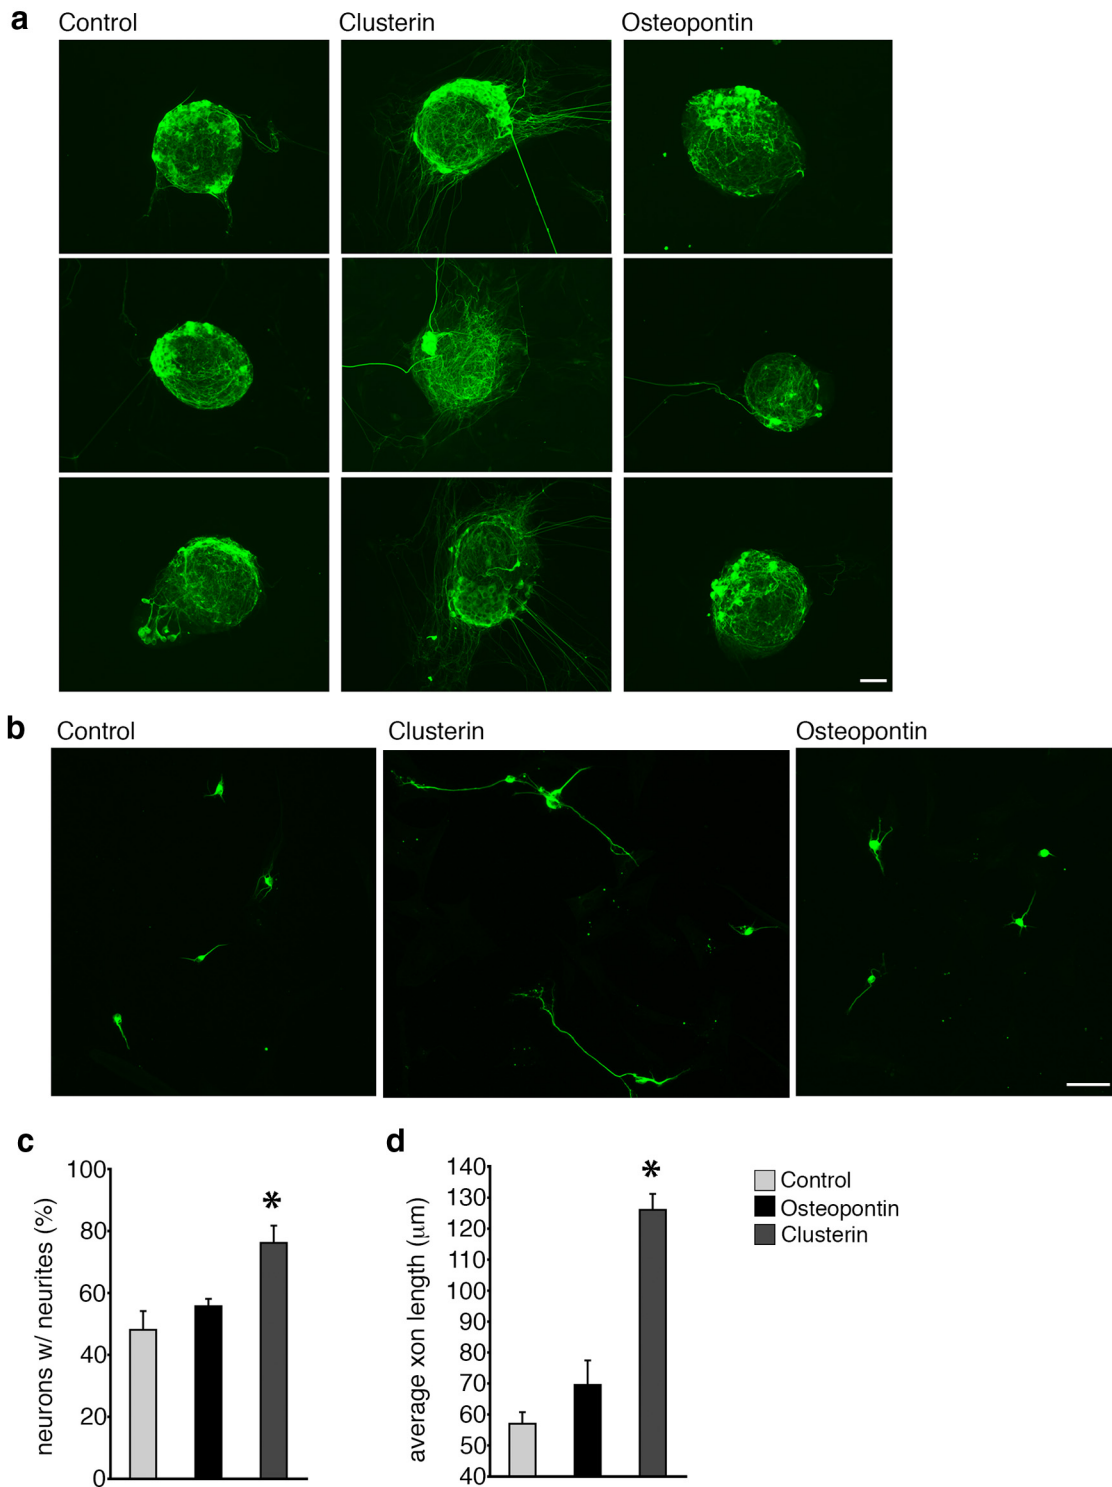 a
Control Clusterin Osteopontin
b
Control Clusterin Osteopontin
c
neurons w/ neurites (%)
100
80
60
40
20
0
*
d
average xon length (µm)
140
130
120
110
100
90
80
70
60
50
40
*
Control
Osteopontin
Clusterin